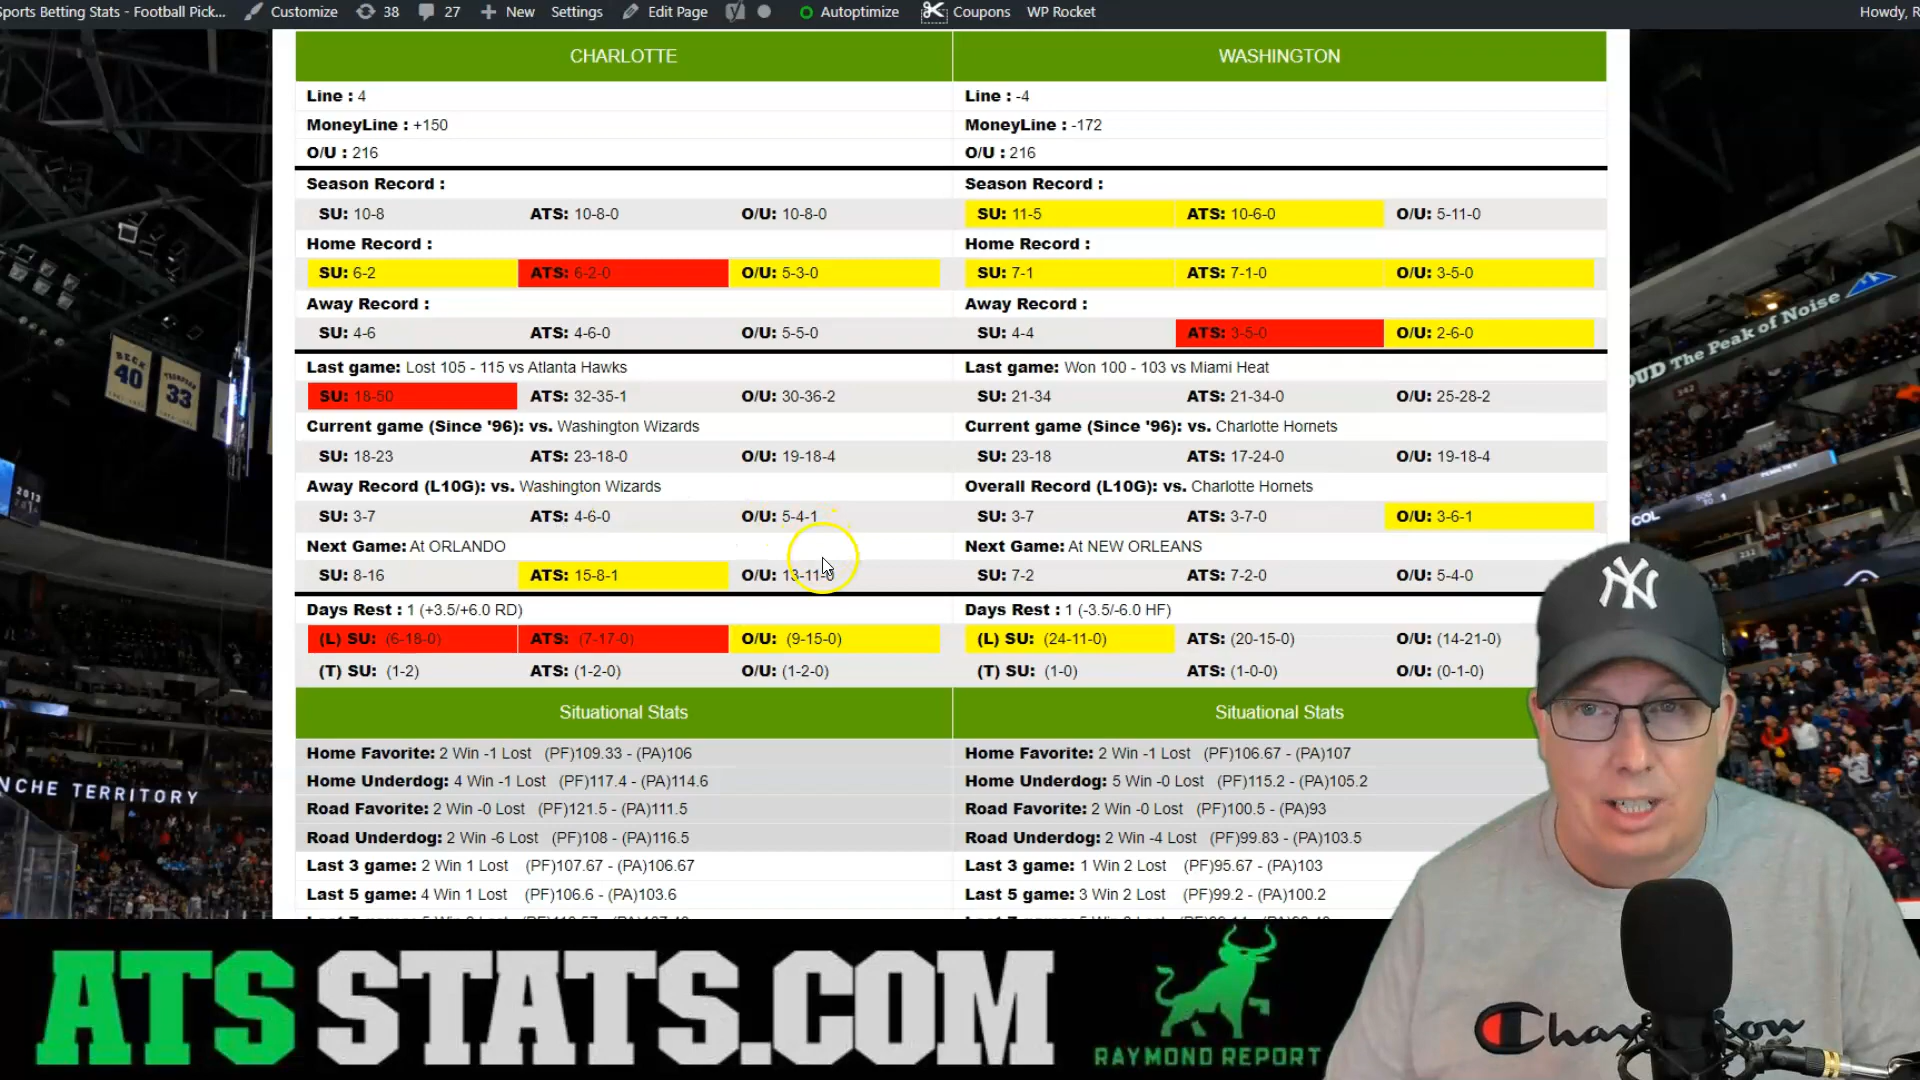 Sports Betting Stats - Football Pick... Customize 38 27 New Settings Edit Page Autoptimize Coupons WP Rocket Howdy, R
CHARLOTTE WASHINGTON
Line : 4 Line : -4
MoneyLine : +150 MoneyLine : -172
O/U : 216 O/U : 216
Season Record : Season Record :
SU: 10-8 ATS: 10-8-0 O/U: 10-8-0 SU: 11-5 ATS: 10-6-0 O/U: 5-11-0
Home Record : Home Record :
SU: 6-2 ATS: 6-2-0 O/U: 5-3-0 SU: 7-1 ATS: 7-1-0 O/U: 3-5-0
Away Record : Away Record :
SU: 4-6 ATS: 4-6-0 O/U: 5-5-0 SU: 4-4 ATS: 3-5-0 O/U: 2-6-0
Last game: Lost 105 - 115 vs Atlanta Hawks Last game: Won 100 - 103 vs Miami Heat
SU: 18-50 ATS: 32-35-1 O/U: 30-36-2 SU: 21-34 ATS: 21-34-0 O/U: 25-28-2
Current game (Since '96): vs. Washington Wizards Current game (Since '96): vs. Charlotte Hornets
SU: 18-23 ATS: 23-18-0 O/U: 19-18-4 SU: 23-18 ATS: 17-24-0 O/U: 19-18-4
Away Record (L10G): vs. Washington Wizards Overall Record (L10G): vs. Charlotte Hornets
SU: 3-7 ATS: 4-6-0 O/U: 5-4-1 SU: 3-7 ATS: 3-7-0 O/U: 3-6-1
Next Game: At ORLANDO Next Game: At NEW ORLEANS
SU: 8-16 ATS: 15-8-1 O/U: 13-11-0 SU: 7-2 ATS: 7-2-0 O/U: 5-4-0
Days Rest : 1 (+3.5/+6.0 RD) Days Rest : 1 (-3.5/-6.0 HF)
(L) SU: (6-18-0) ATS: (7-17-0) O/U: (9-15-0) (L) SU: (24-11-0) ATS: (20-15-0) O/U: (14-21-0)
(T) SU: (1-2) ATS: (1-2-0) O/U: (1-2-0) (T) SU: (1-0) ATS: (1-0-0) O/U: (0-1-0)
Situational Stats Situational Stats
Home Favorite: 2 Win -1 Lost (PF)109.33 - (PA)106 Home Favorite: 2 Win -1 Lost (PF)106.67 - (PA)107
Home Underdog: 4 Win -1 Lost (PF)117.4 - (PA)114.6 Home Underdog: 5 Win -0 Lost (PF)115.2 - (PA)105.2
Road Favorite: 2 Win -0 Lost (PF)121.5 - (PA)111.5 Road Favorite: 2 Win -0 Lost (PF)100.5 - (PA)93
Road Underdog: 2 Win -6 Lost (PF)108 - (PA)116.5 Road Underdog: 2 Win -4 Lost (PF)99.83 - (PA)103.5
Last 3 game: 2 Win 1 Lost (PF)107.67 - (PA)106.67 Last 3 game: 1 Win 2 Lost (PF)95.67 - (PA)103
Last 5 game: 4 Win 1 Lost (PF)106.6 - (PA)103.6 Last 5 game: 3 Win 2 Lost (PF)99.2 - (PA)100.2
BECK
40
33
2013
NCHE TERRITORY
OUD The Peak of Noise
COL
NY
Champion
ATSSTATS.COM
RAYMOND REPORT